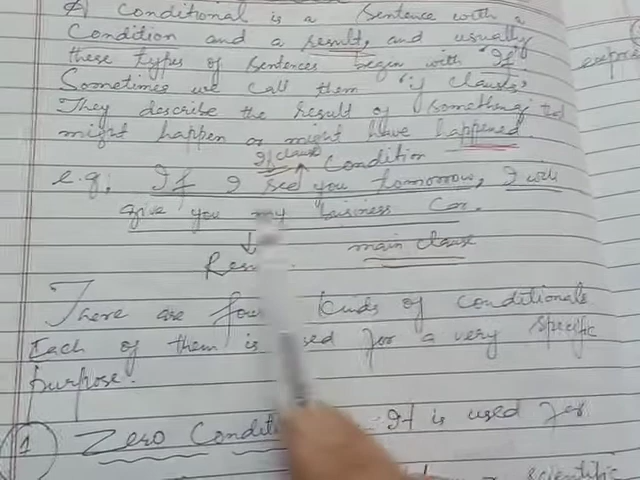 A Conditional is a sentence with a
Condition and a result, and usually
these types of sentences begin with "If"
Sometimes we call them "if clauses"
They describe the result of something that
might happen or might have happened.
If clause Condition
e.g; If I see you tomorrow, I will
give you my business Car.
main clause
There are four kinds of Conditionals
Each of them is used for a very specific
purpose.
1 Zero It is used for
scientific